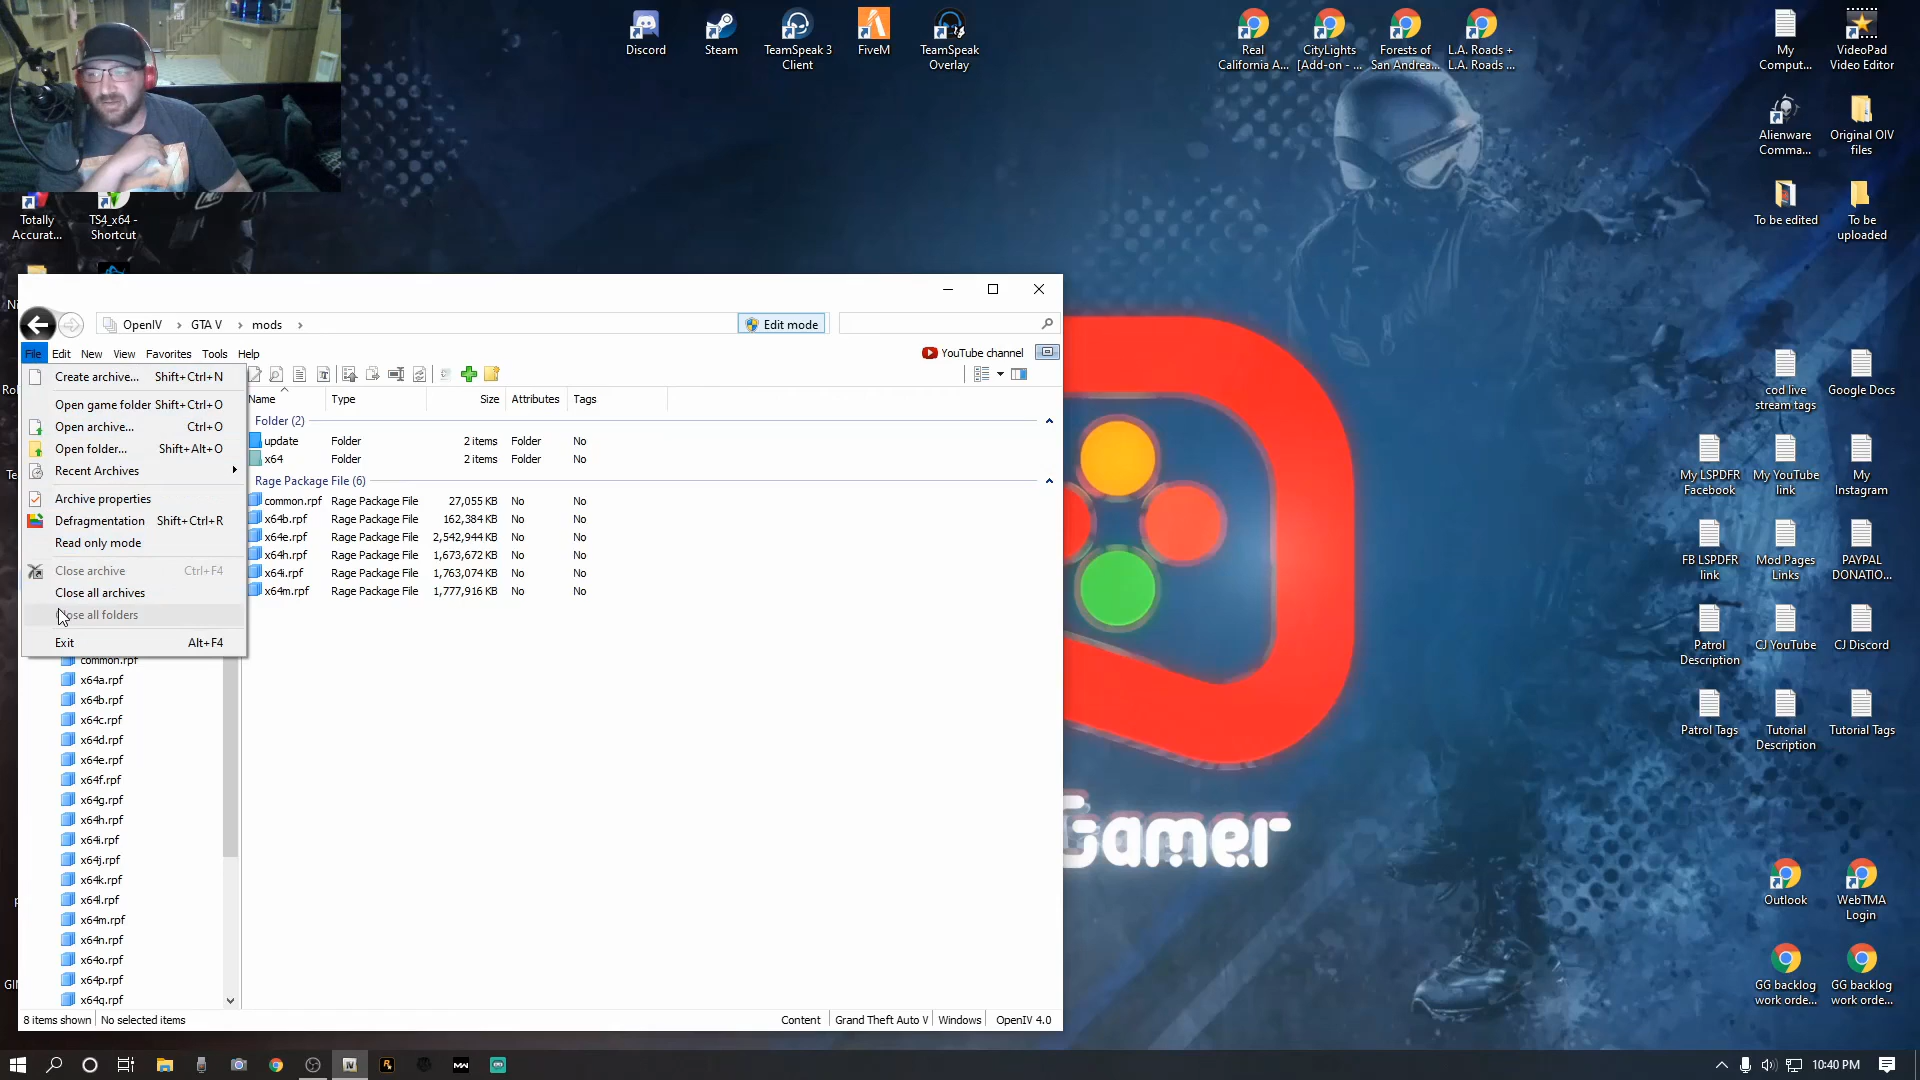 Discord
Steam
TeamSpeak 3
Client
FiveM
TeamSpeak
Overlay
Real
California A...
CityLights
[Add-on - ...
Forests of
San Andrea...
L.A. Roads +
L.A. Roads ...
My
Comput...
VideoPad
Video Editor
Alienware
Comma...
Original OIV
files
To be edited
To be
uploaded
Totally
Accurat...
TS4_x64 -
Shortcut
OpenIV
GTA V
mods
Edit mode
File
Edit
New
View
Favorites
Tools
Help
YouTube channel
Create archive... Shift+Ctrl+N
Open game folder Shift+Ctrl+O
Open archive... Ctrl+O
Open folder... Shift+Alt+O
Recent Archives
Archive properties
Defragmentation Shift+Ctrl+R
Read only mode
Close archive Ctrl+F4
Close all archives
ose all folders
Exit Alt+F4
Name Type Size Attributes Tags
Folder (2)
update Folder 2 items Folder No
x64 Folder 2 items Folder No
Rage Package File (6)
common.rpf Rage Package File 27,055 KB No No
x64b.rpf Rage Package File 162,384 KB No No
x64e.rpf Rage Package File 2,542,944 KB No No
x64h.rpf Rage Package File 1,673,672 KB No No
x64i.rpf Rage Package File 1,763,074 KB No No
x64m.rpf Rage Package File 1,777,916 KB No No
common.rpf
x64a.rpf
x64b.rpf
x64c.rpf
x64d.rpf
x64e.rpf
x64f.rpf
x64g.rpf
x64h.rpf
x64i.rpf
x64j.rpf
x64k.rpf
x64l.rpf
x64m.rpf
x64n.rpf
x64o.rpf
x64p.rpf
x64q.rpf
8 items shown
No selected items
Content
Grand Theft Auto V
Windows
OpenIV 4.0
Gamer
cod live
stream tags
Google Docs
My LSPDFR
Facebook
My YouTube
link
My
Instagram
FB LSPDFR
link
Mod Pages
Links
PAYPAL
DONATIO...
Patrol
Description
CJ YouTube
CJ Discord
Patrol Tags
Tutorial
Description
Tutorial Tags
Outlook
WebTMA
Login
GG backlog
work orde...
GG backlog
work orde...
10:40 PM